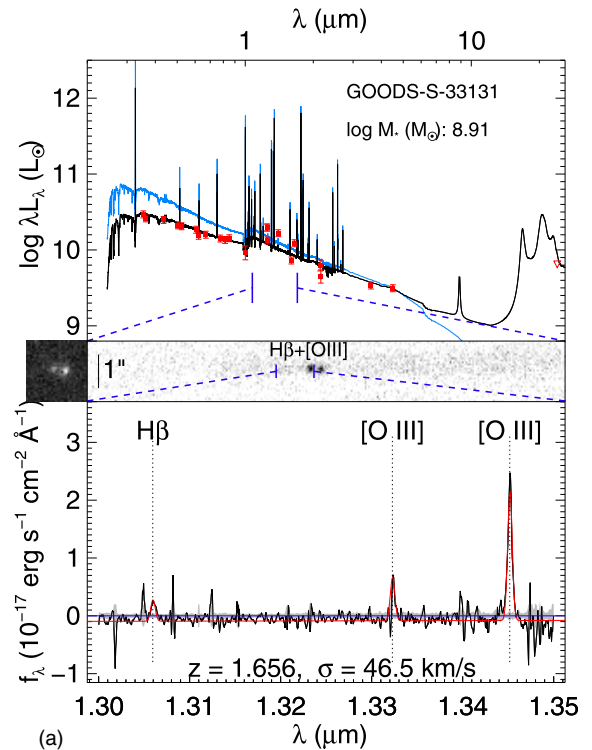 λ (μm)
1 10
12
11
10
9
log λL_λ (L_⊙)
GOODS-S-33131
log M_* (M_⊙): 8.91
1"
Hβ+[OIII]
Hβ [O III] [O III]
3
2
1
0
−1
f_λ (10⁻¹⁷ erg s⁻¹ cm⁻² Å⁻¹)
z = 1.656, σ = 46.5 km/s
1.30 1.31 1.32 1.33 1.34 1.35
(a) λ (μm)